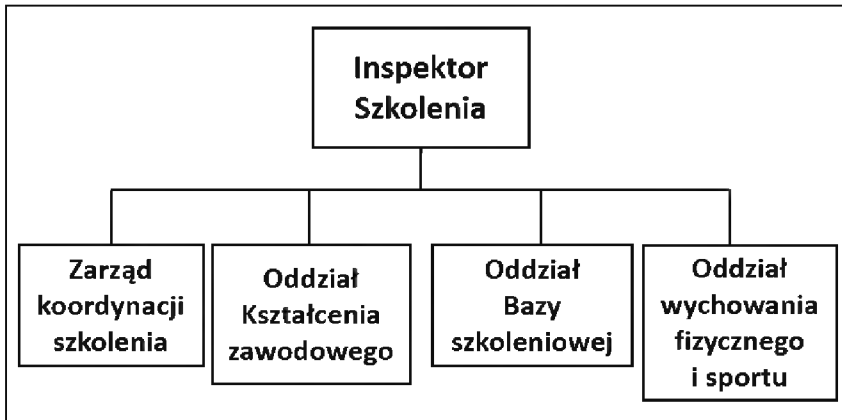 Inspektor
Szkolenia
Zarząd
koordynacji
szkolenia
Oddział
Kształcenia
zawodowego
Oddział
Bazy
szkoleniowej
Oddział
wychowania
fizycznego
i sportu